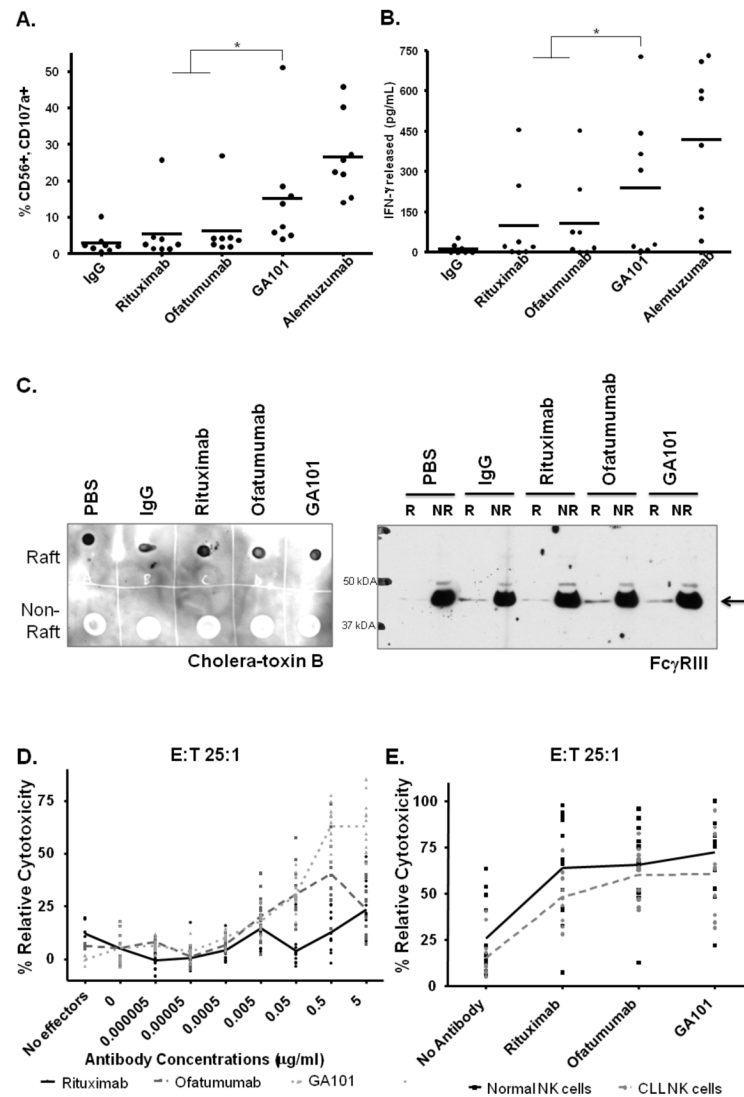 A.
*
% CD56+, CD107a+
50
40
30
20
10
0
IgG
Rituximab
Ofatumumab
GA101
Alemtuzumab
B.
*
IFN-γ released (pg/mL)
750
600
450
300
150
0
IgG
Rituximab
Ofatumumab
GA101
Alemtuzumab
C.
PBS
IgG
Rituximab
Ofatumumab
GA101
Raft
Non-
Raft
Cholera-toxin B
PBS
IgG
Rituximab
Ofatumumab
GA101
R NR R NR R NR R NR R NR
50 kDA
37 kDA
FcγRIII
D.
E:T 25:1
% Relative Cytotoxicity
75
50
25
0
No effectors
0
0.000005
0.00005
0.0005
0.005
0.05
0.5
5
Antibody Concentrations (μg/ml)
Rituximab
Ofatumumab
GA101
E.
E:T 25:1
% Relative Cytotoxicity
100
75
50
25
0
No Antibody
Rituximab
Ofatumumab
GA101
Normal NK cells
CLL NK cells